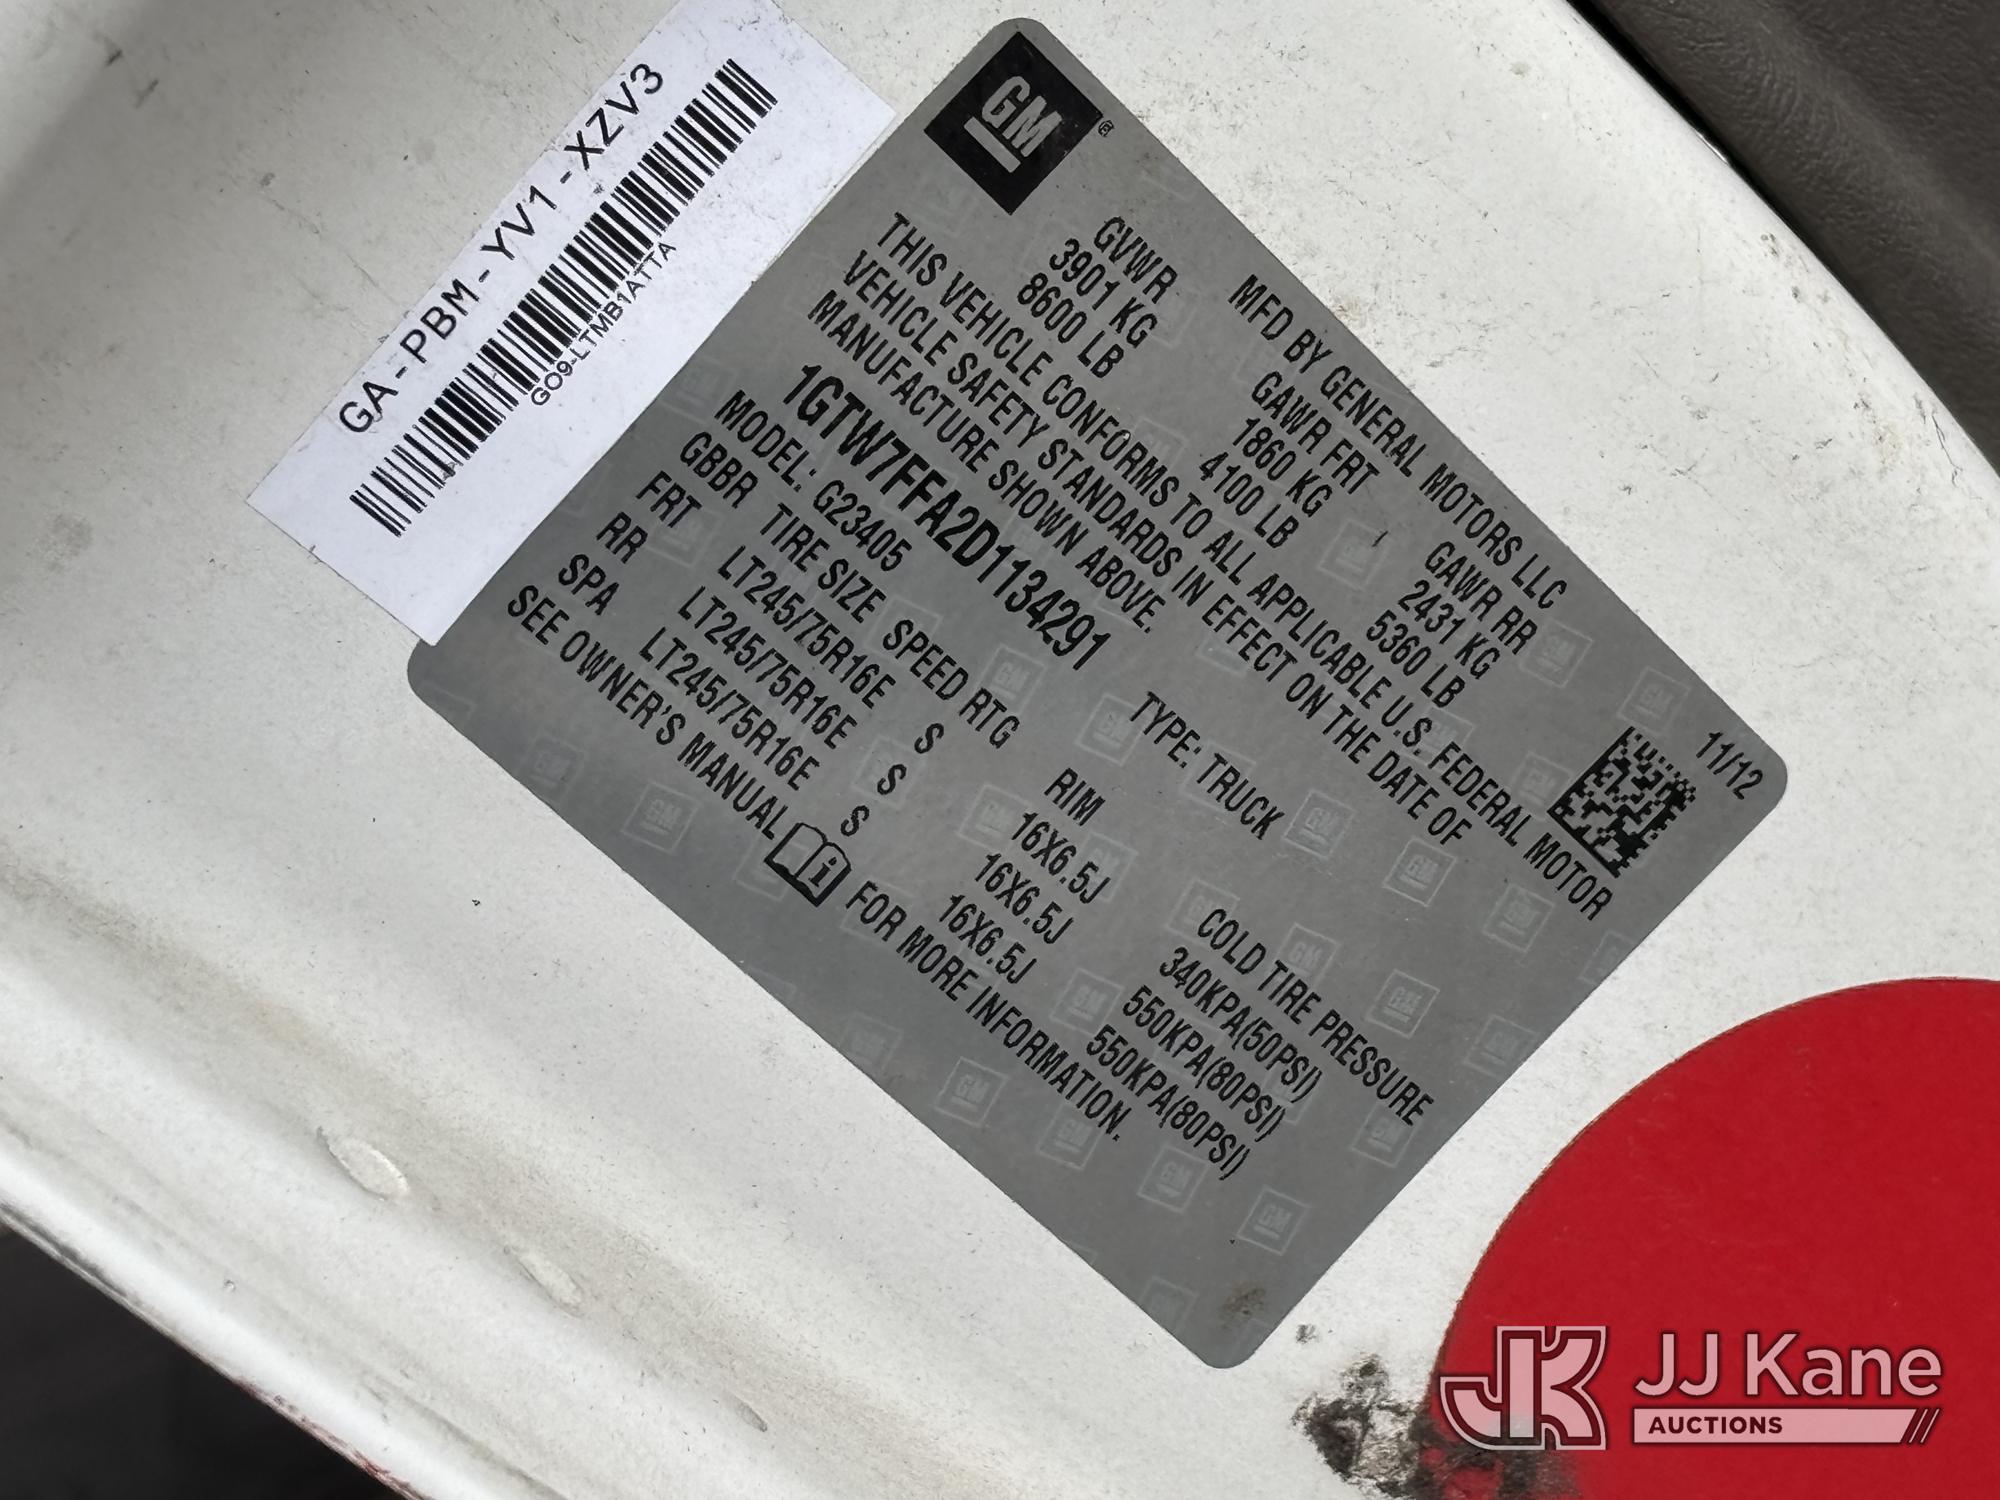 GA-PBM-YV1-XZV3
GO9-LTMB1ATTA
GM
MFD BY GENERAL MOTORS LLC 11/12
GVWR GAWR FRT GAWR RR
3901 KG 1860 KG 2431 KG
8600 LB 4100 LB 5360 LB
THIS VEHICLE CONFORMS TO ALL APPLICABLE U.S. FEDERAL MOTOR
VEHICLE SAFETY STANDARDS IN EFFECT ON THE DATE OF
MANUFACTURE SHOWN ABOVE.
1GTW7FFA2D1134291 TYPE: TRUCK
MODEL: G23405
GBBR TIRE SIZE SPEED RTG RIM COLD TIRE PRESSURE
FRT LT245/75R16E S 16X6.5J 340KPA(50PSI)
RR LT245/75R16E S 16X6.5J 550KPA(80PSI)
SPA LT245/75R16E S 16X6.5J 550KPA(80PSI)
SEE OWNER'S MANUAL i FOR MORE INFORMATION.
JK JJ Kane
AUCTIONS